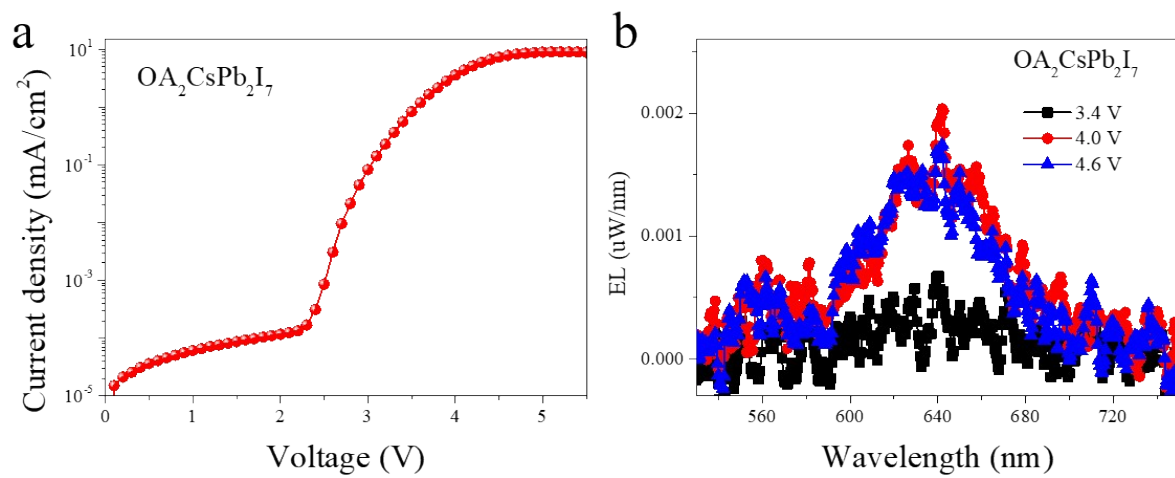 a
OA₂CsPb₂I₇
Current density (mA/cm²)
10¹
10⁻¹
10⁻³
10⁻⁵
0 1 2 3 4 5
Voltage (V)
b
OA₂CsPb₂I₇
3.4 V
4.0 V
4.6 V
EL (uW/nm)
0.002
0.001
0.000
560 600 640 680 720
Wavelength (nm)